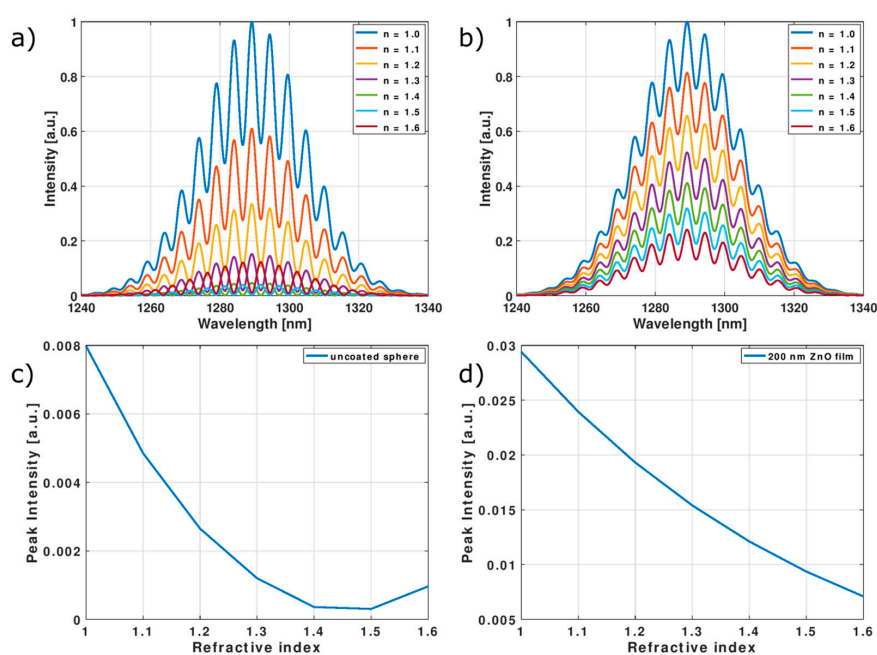 a)
Intensity [a.u.]
1
0.8
0.6
0.4
0.2
0
1240
1260
1280
1300
1320
1340
Wavelength [nm]
n = 1.0
n = 1.1
n = 1.2
n = 1.3
n = 1.4
n = 1.5
n = 1.6
b)
Intensity [a.u.]
1
0.8
0.6
0.4
0.2
0
1240
1260
1280
1300
1320
1340
Wavelength [nm]
n = 1.0
n = 1.1
n = 1.2
n = 1.3
n = 1.4
n = 1.5
n = 1.6
c)
Peak Intensity [a.u.]
0.008
0.006
0.004
0.002
0
1
1.1
1.2
1.3
1.4
1.5
1.6
Refractive index
uncoated sphere
d)
Peak Intensity [a.u.]
0.03
0.025
0.02
0.015
0.01
0.005
1
1.1
1.2
1.3
1.4
1.5
1.6
Refractive index
200 nm ZnO film